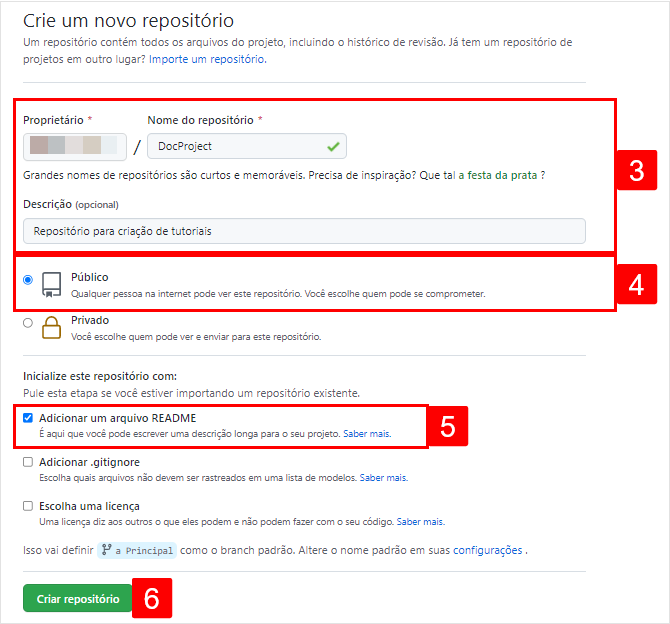 Crie um novo repositório
Um repositório contém todos os arquivos do projeto, incluindo o histórico de revisão. Já tem um repositório de
projetos em outro lugar? Importe um repositório.
Proprietário * Nome do repositório *
/ DocProject
Grandes nomes de repositórios são curtos e memoráveis. Precisa de inspiração? Que tal a festa da prata ?
3
Descrição (opcional)
Repositório para criação de tutoriais
Público
Qualquer pessoa na internet pode ver este repositório. Você escolhe quem pode se comprometer.
4
Privado
Você escolhe quem pode ver e enviar para este repositório.
Inicialize este repositório com:
Pule esta etapa se você estiver importando um repositório existente.
Adicionar um arquivo README
É aqui que você pode escrever uma descrição longa para o seu projeto. Saber mais.
5
Adicionar .gitignore
Escolha quais arquivos não devem ser rastreados em uma lista de modelos. Saber mais.
Escolha uma licença
Uma licença diz aos outros o que eles podem e não podem fazer com o seu código. Saber mais.
Isso vai definir a Principal como o branch padrão. Altere o nome padrão em suas configurações .
Criar repositório
6